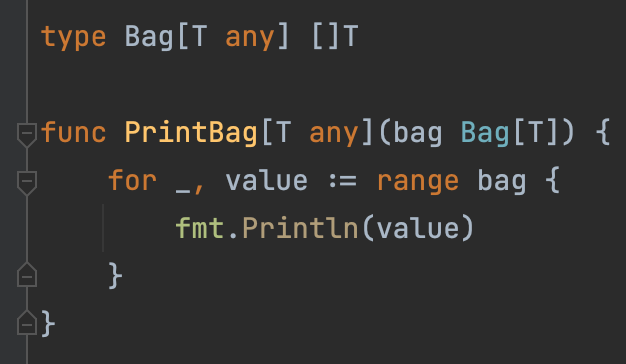 type Bag[T any] []T
func PrintBag[T any](bag Bag[T]) {
for _, value := range bag {
fmt.Println(value)
}
}